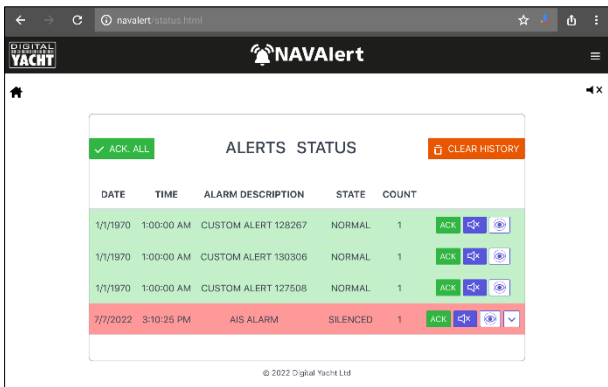 navalert/status.html
DIGITAL
YACHT
NAVAlert
ACK. ALL
ALERTS STATUS
CLEAR HISTORY
DATE TIME ALARM DESCRIPTION STATE COUNT
1/1/1970 1:00:00 AM CUSTOM ALERT 128267 NORMAL 1 ACK
1/1/1970 1:00:00 AM CUSTOM ALERT 130306 NORMAL 1 ACK
1/1/1970 1:00:00 AM CUSTOM ALERT 127508 NORMAL 1 ACK
7/7/2022 3:10:25 PM AIS ALARM SILENCED 1 ACK
© 2022 Digital Yacht Ltd